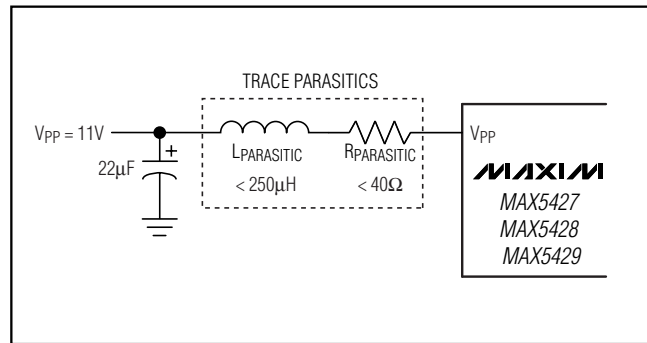 TRACE PARASITICS
VPP = 11V
+
22µF
LPARASITIC
< 250µH
RPARASITIC
< 40Ω
VPP
MAXIM
MAX5427
MAX5428
MAX5429